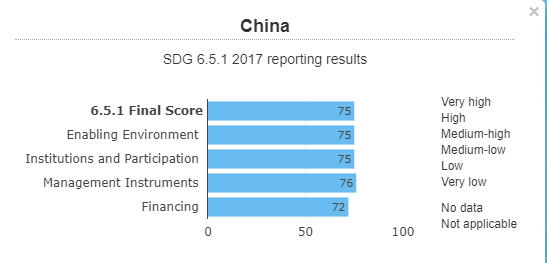 ×
China
SDG 6.5.1 2017 reporting results
6.5.1 Final Score 75
Enabling Environment 75
Institutions and Participation 75
Management Instruments 76
Financing 72
0 50 100
Very high
High
Medium-high
Medium-low
Low
Very low
No data
Not applicable